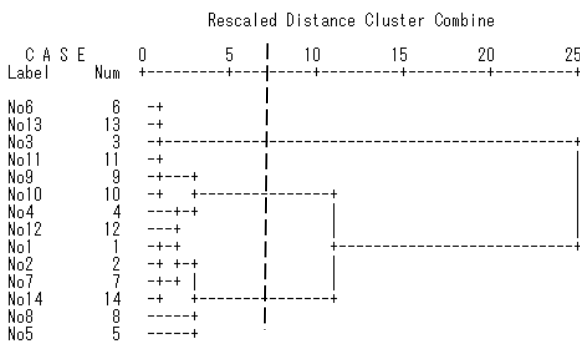 Rescaled Distance Cluster Combine
C A S E 0 5 10 15 20 25
Label Num +---------+---------+---------+---------+---------+
No6 6
No13 13
No3 3
No11 11
No9 9
No10 10
No4 4
No12 12
No1 1
No2 2
No7 7
No14 14
No8 8
No5 5